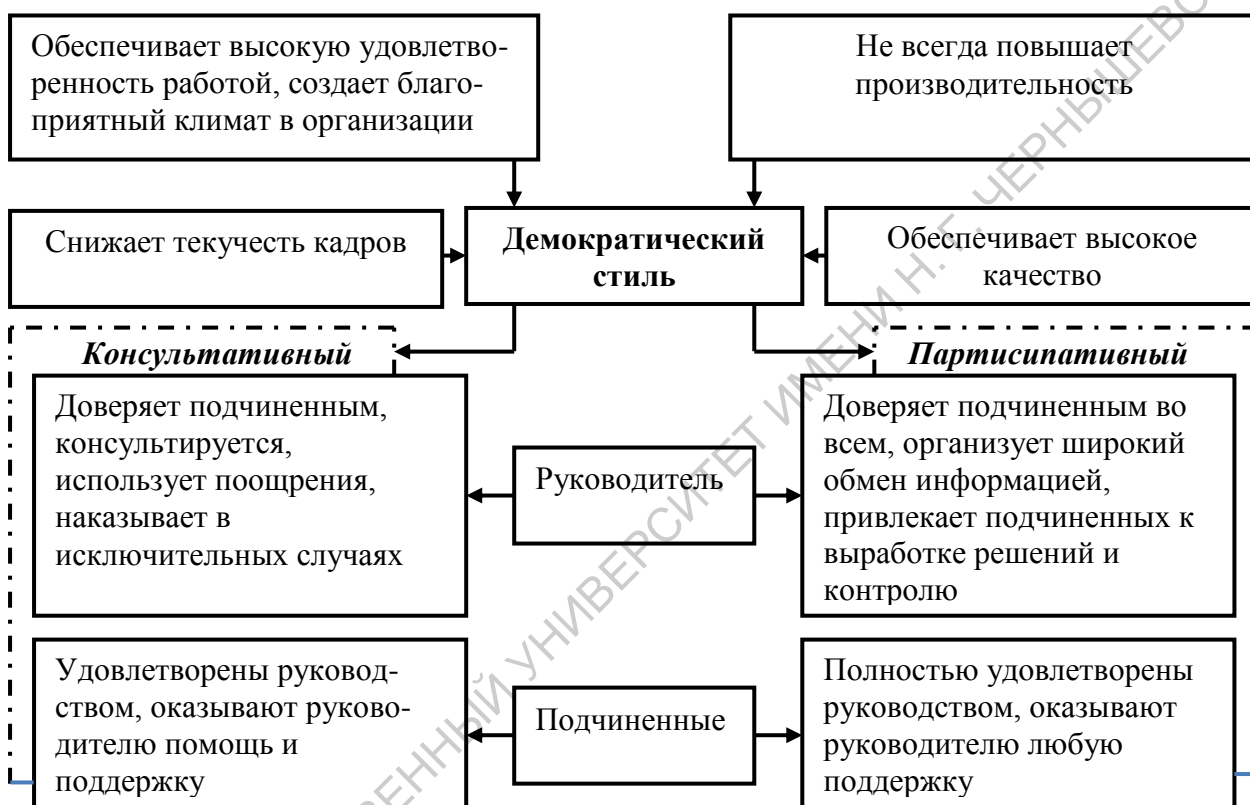 Обеспечивает высокую удовлетво-
ренность работой, создает благо-
приятный климат в организации
Не всегда повышает
производительность
Снижает текучесть кадров
Демократический
стиль
Обеспечивает высокое
качество
Консультативный
Партисипативный
Доверяет подчиненным,
консультируется,
использует поощрения,
наказывает в
исключительных случаях
Руководитель
Доверяет подчиненным во
всем, организует широкий
обмен информацией,
привлекает подчиненных к
выработке решений и
контролю
Удовлетворены руковод-
ством, оказывают руково-
дителю помощь и
поддержку
Подчиненные
Полностью удовлетворены
руководством, оказывают
руководителю любую
поддержку
УНИВЕРСИТЕТ ИМЕНИ Н. Г.